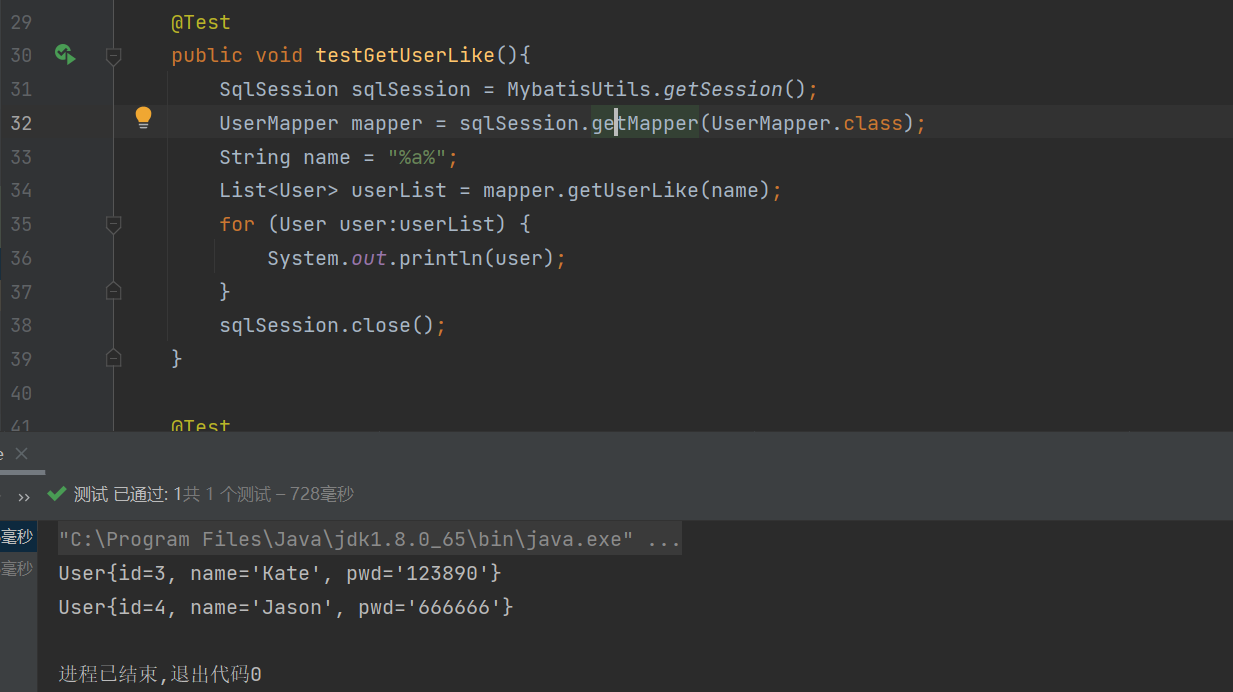 29 @Test
30 public void testGetUserLike(){
31 SqlSession sqlSession = MybatisUtils.getSession();
32 UserMapper mapper = sqlSession.getMapper(UserMapper.class);
33 String name = "%a%";
34 List<User> userList = mapper.getUserLike(name);
35 for (User user:userList) {
36 System.out.println(user);
37 }
38 sqlSession.close();
39 }
40
41 @Test
e ×
›› 测试 已通过: 1共 1 个测试 – 728毫秒
毫秒 "C:\Program Files\Java\jdk1.8.0_65\bin\java.exe" ...
毫秒 User{id=3, name='Kate', pwd='123890'}
User{id=4, name='Jason', pwd='666666'}
进程已结束,退出代码0